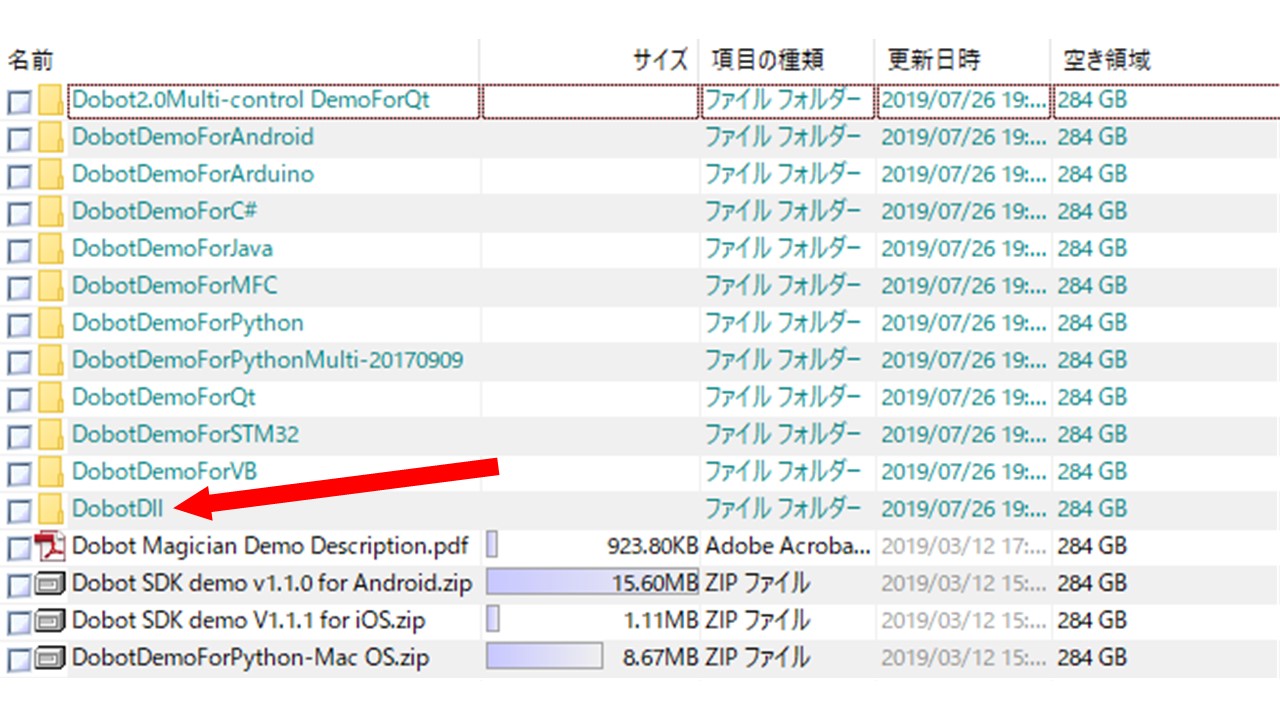 名前 サイズ 項目の種類 更新日時 空き領域
Dobot2.0Multi-control DemoForQt ファイル フォルダー 2019/07/26 19:... 284 GB
DobotDemoForAndroid ファイル フォルダー 2019/07/26 19:... 284 GB
DobotDemoForArduino ファイル フォルダー 2019/07/26 19:... 284 GB
DobotDemoForC# ファイル フォルダー 2019/07/26 19:... 284 GB
DobotDemoForJava ファイル フォルダー 2019/07/26 19:... 284 GB
DobotDemoForMFC ファイル フォルダー 2019/07/26 19:... 284 GB
DobotDemoForPython ファイル フォルダー 2019/07/26 19:... 284 GB
DobotDemoForPythonMulti-20170909 ファイル フォルダー 2019/07/26 19:... 284 GB
DobotDemoForQt ファイル フォルダー 2019/07/26 19:... 284 GB
DobotDemoForSTM32 ファイル フォルダー 2019/07/26 19:... 284 GB
DobotDemoForVB ファイル フォルダー 2019/07/26 19:... 284 GB
DobotDll ファイル フォルダー 2019/07/26 19:... 284 GB
Dobot Magician Demo Description.pdf 923.80KB Adobe Acroba... 2019/03/12 17:... 284 GB
Dobot SDK demo v1.1.0 for Android.zip 15.60MB ZIP ファイル 2019/03/12 15:... 284 GB
Dobot SDK demo V1.1.1 for iOS.zip 1.11MB ZIP ファイル 2019/03/12 15:... 284 GB
DobotDemoForPython-Mac OS.zip 8.67MB ZIP ファイル 2019/03/12 15:... 284 GB